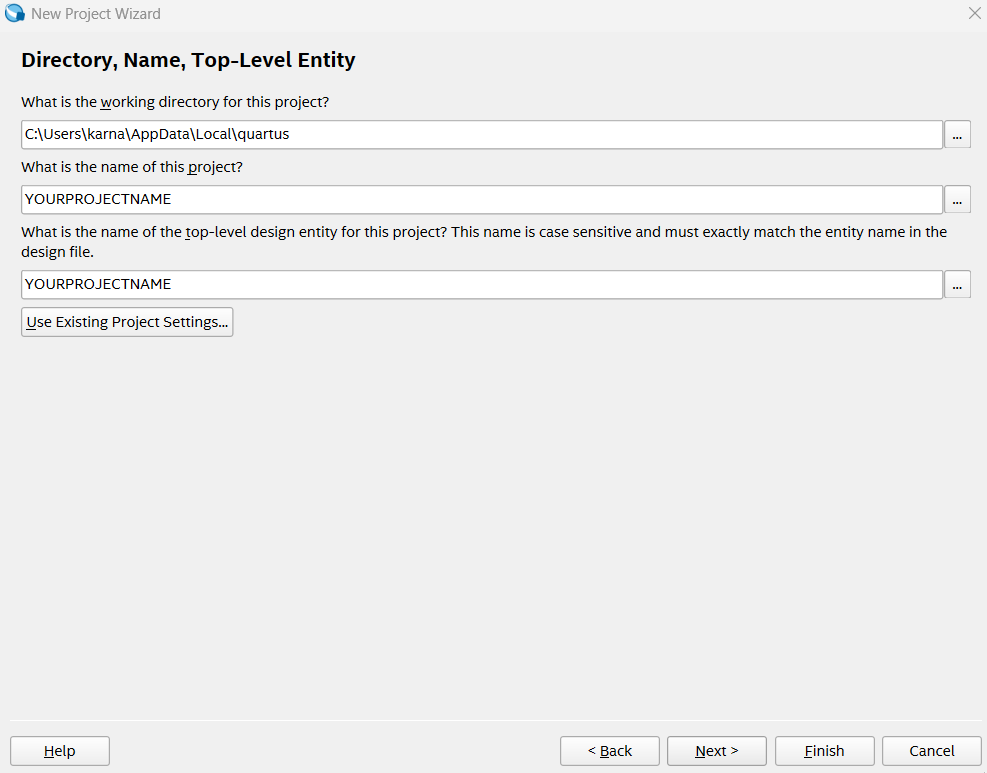 New Project Wizard
Directory, Name, Top-Level Entity
What is the working directory for this project?
C:\Users\karna\AppData\Local\quartus
...
What is the name of this project?
YOURPROJECTNAME
...
What is the name of the top-level design entity for this project? This name is case sensitive and must exactly match the entity name in the
design file.
YOURPROJECTNAME
...
Use Existing Project Settings...
Help
< Back
Next >
Finish
Cancel